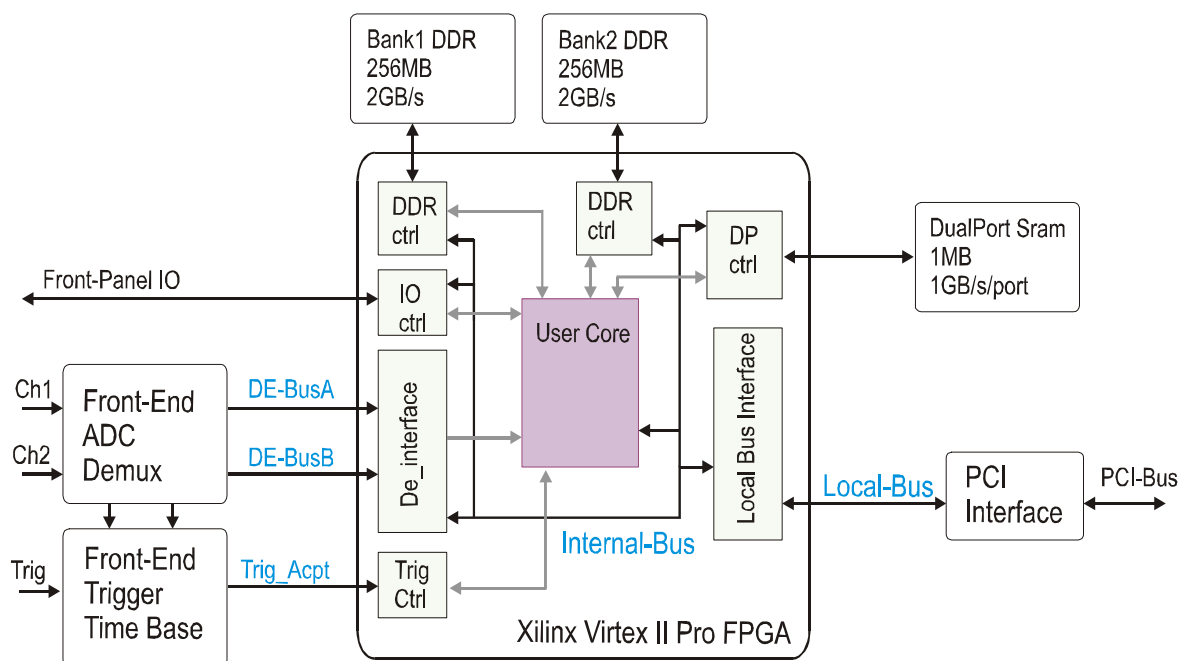 Bank1 DDR
256MB
2GB/s
Bank2 DDR
256MB
2GB/s
DDR
ctrl
DDR
ctrl
DP
ctrl
DualPort Sram
1MB
1GB/s/port
Front-Panel IO
IO
ctrl
User Core
Ch1
Ch2
Front-End
ADC
Demux
DE-BusA
DE-BusB
De_interface
Local Bus Interface
Local-Bus
PCI
Interface
PCI-Bus
Internal-Bus
Trig
Front-End
Trigger
Time Base
Trig_Acpt
Trig
Ctrl
Xilinx Virtex II Pro FPGA